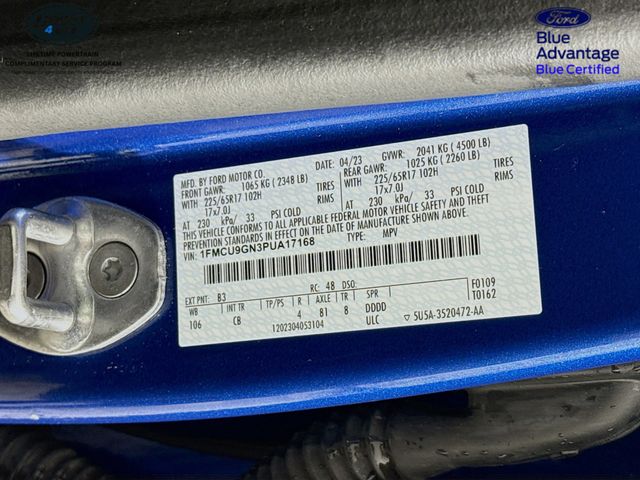 4
LIFETIME POWERTRAIN
COMPLIMENTARY SERVICE PROGRAM
Ford
Blue
Advantage
Blue Certified
MFD. BY FORD MOTOR CO.
04/23
GVWR: 2041 KG ( 4500 LB)
FRONT GAWR: 1065 KG ( 2348 LB)
REAR GAWR: 1025 KG ( 2260 LB)
WITH 225/65R17 102H TIRES
WITH 225/65R17 102H TIRES
17x7.0J RIMS
17x7.0J RIMS
AT 230 kPa/ 33 PSI COLD
AT 230 kPa/ 33 PSI COLD
THIS VEHICLE CONFORMS TO ALL APPLICABLE FEDERAL MOTOR VEHICLE SAFETY AND THEFT
PREVENTION STANDARDS IN EFFECT ON THE DATE OF MANUFACTURE SHOWN ABOVE.
VIN: 1FMCU9GN3PUA17168
TYPE: MPV
F0109
T0162
EXT PNT: B3 RC: 48 DSO:
WB INT TR TP/PS R AXLE TR SPR
106 CB 4 81 8 DDDD
1202304053104 ULC ▽ SU5A-3520472-AA